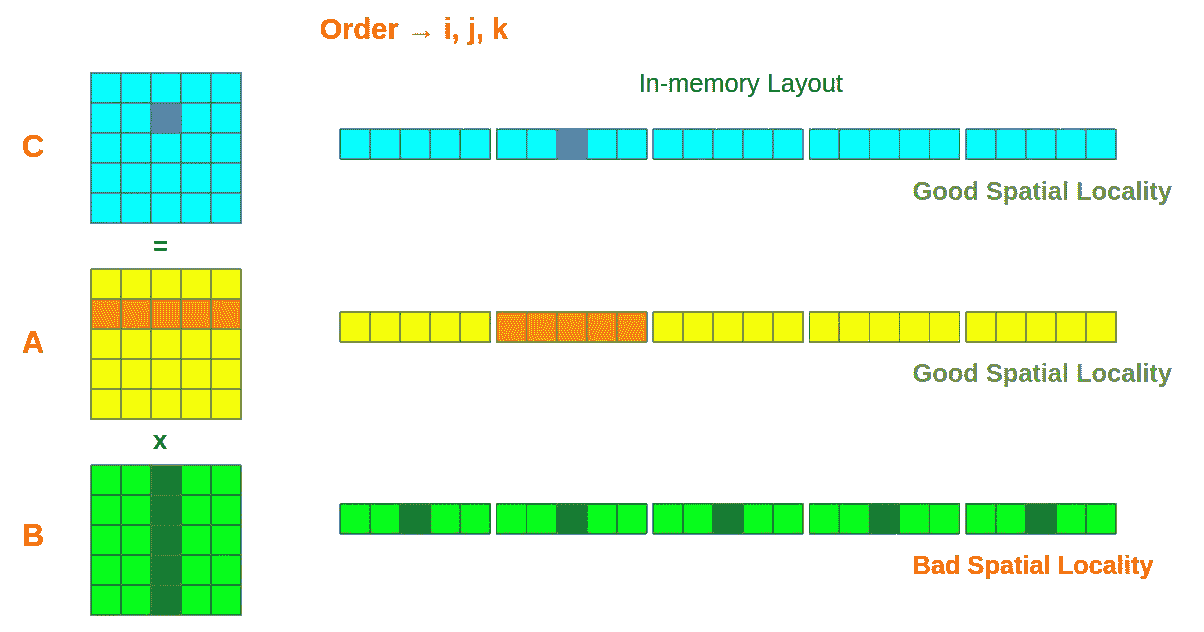 Order → i, j, k
In-memory Layout
C
Good Spatial Locality
=
A
Good Spatial Locality
x
B
Bad Spatial Locality